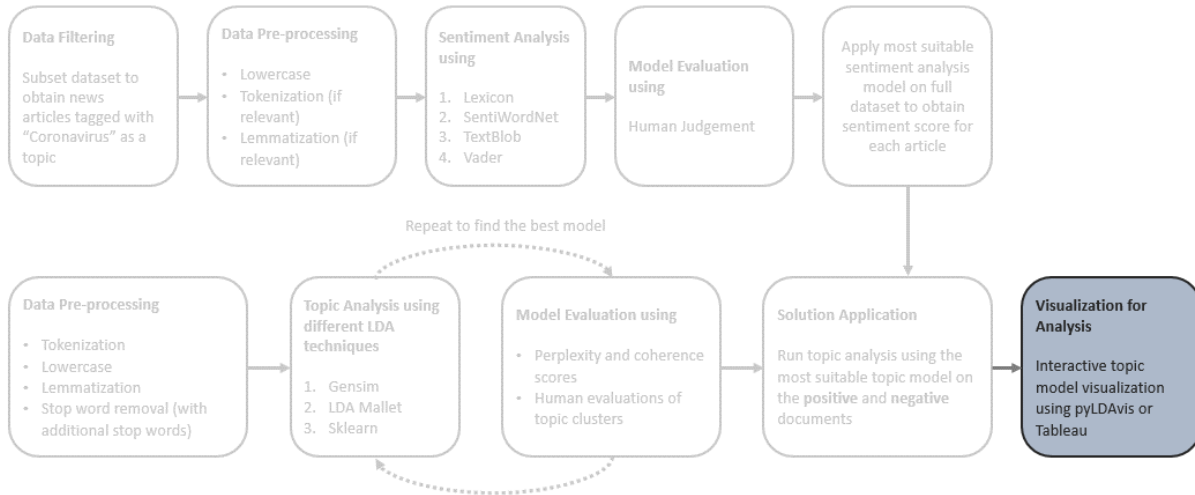 Data Filtering
Subset dataset to
obtain news
articles tagged with
“Coronavirus” as a
topic
Data Pre-processing
• Lowercase
• Tokenization (if
relevant)
• Lemmatization (if
relevant)
Sentiment Analysis
using
1. Lexicon
2. SentiWordNet
3. TextBlob
4. Vader
Model Evaluation
using
Human Judgement
Apply most suitable
sentiment analysis
model on full
dataset to obtain
sentiment score for
each article
Repeat to find the best model
Data Pre-processing
• Tokenization
• Lowercase
• Lemmatization
• Stop word removal (with
additional stop words)
Topic Analysis using
different LDA
techniques
1. Gensim
2. LDA Mallet
3. Sklearn
Model Evaluation using
• Perplexity and coherence
scores
• Human evaluations of
topic clusters
Solution Application
Run topic analysis using the
most suitable topic model on
the positive and negative
documents
Visualization for
Analysis
Interactive topic
model visualization
using pyLDAvis or
Tableau